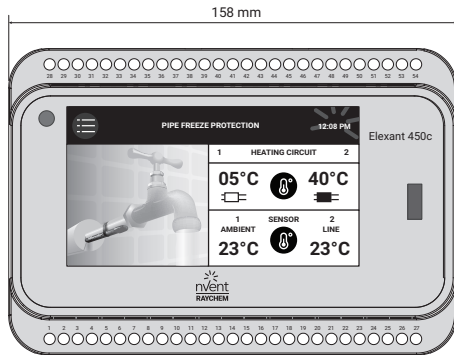 158 mm
28 29 30 31 32 33 34 35 36 37 38 39 40 41 42 43 44 45 46 47 48 49 50 51 52 53 54
PIPE FREEZE PROTECTION 12:08 PM
Elexant 450c
1 HEATING CIRCUIT 2
05°C 40°C
1 SENSOR 2
AMBIENT LINE
23°C 23°C
nvent
RAYCHEM
1 2 3 4 5 6 7 8 9 10 11 12 13 14 15 16 17 18 19 20 21 22 23 24 25 26 27